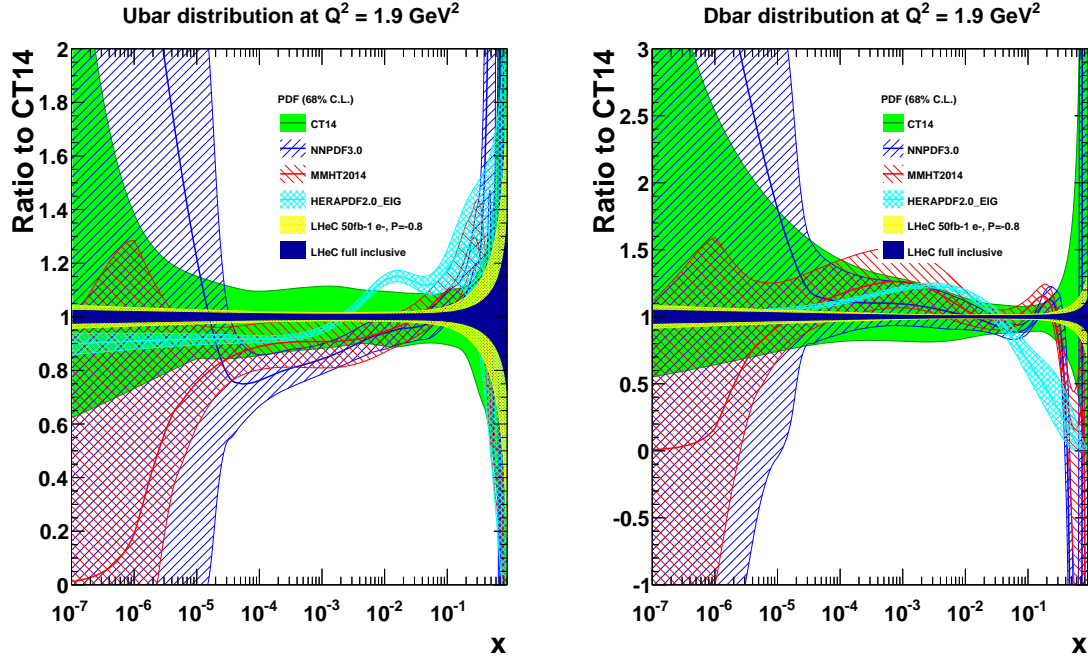 Ubar distribution at Q² = 1.9 GeV²
Ratio to CT14
2
1.8
1.6
1.4
1.2
1
0.8
0.6
0.4
0.2
0
PDF (68% C.L.)
CT14
NNPDF3.0
MMHT2014
HERAPDF2.0_EIG
LHeC 50fb-1 e-, P=-0.8
LHeC full inclusive
10⁻⁷ 10⁻⁶ 10⁻⁵ 10⁻⁴ 10⁻³ 10⁻² 10⁻¹
x
Dbar distribution at Q² = 1.9 GeV²
Ratio to CT14
3
2.5
2
1.5
1
0.5
0
-0.5
-1
PDF (68% C.L.)
CT14
NNPDF3.0
MMHT2014
HERAPDF2.0_EIG
LHeC 50fb-1 e-, P=-0.8
LHeC full inclusive
10⁻⁷ 10⁻⁶ 10⁻⁵ 10⁻⁴ 10⁻³ 10⁻² 10⁻¹
x